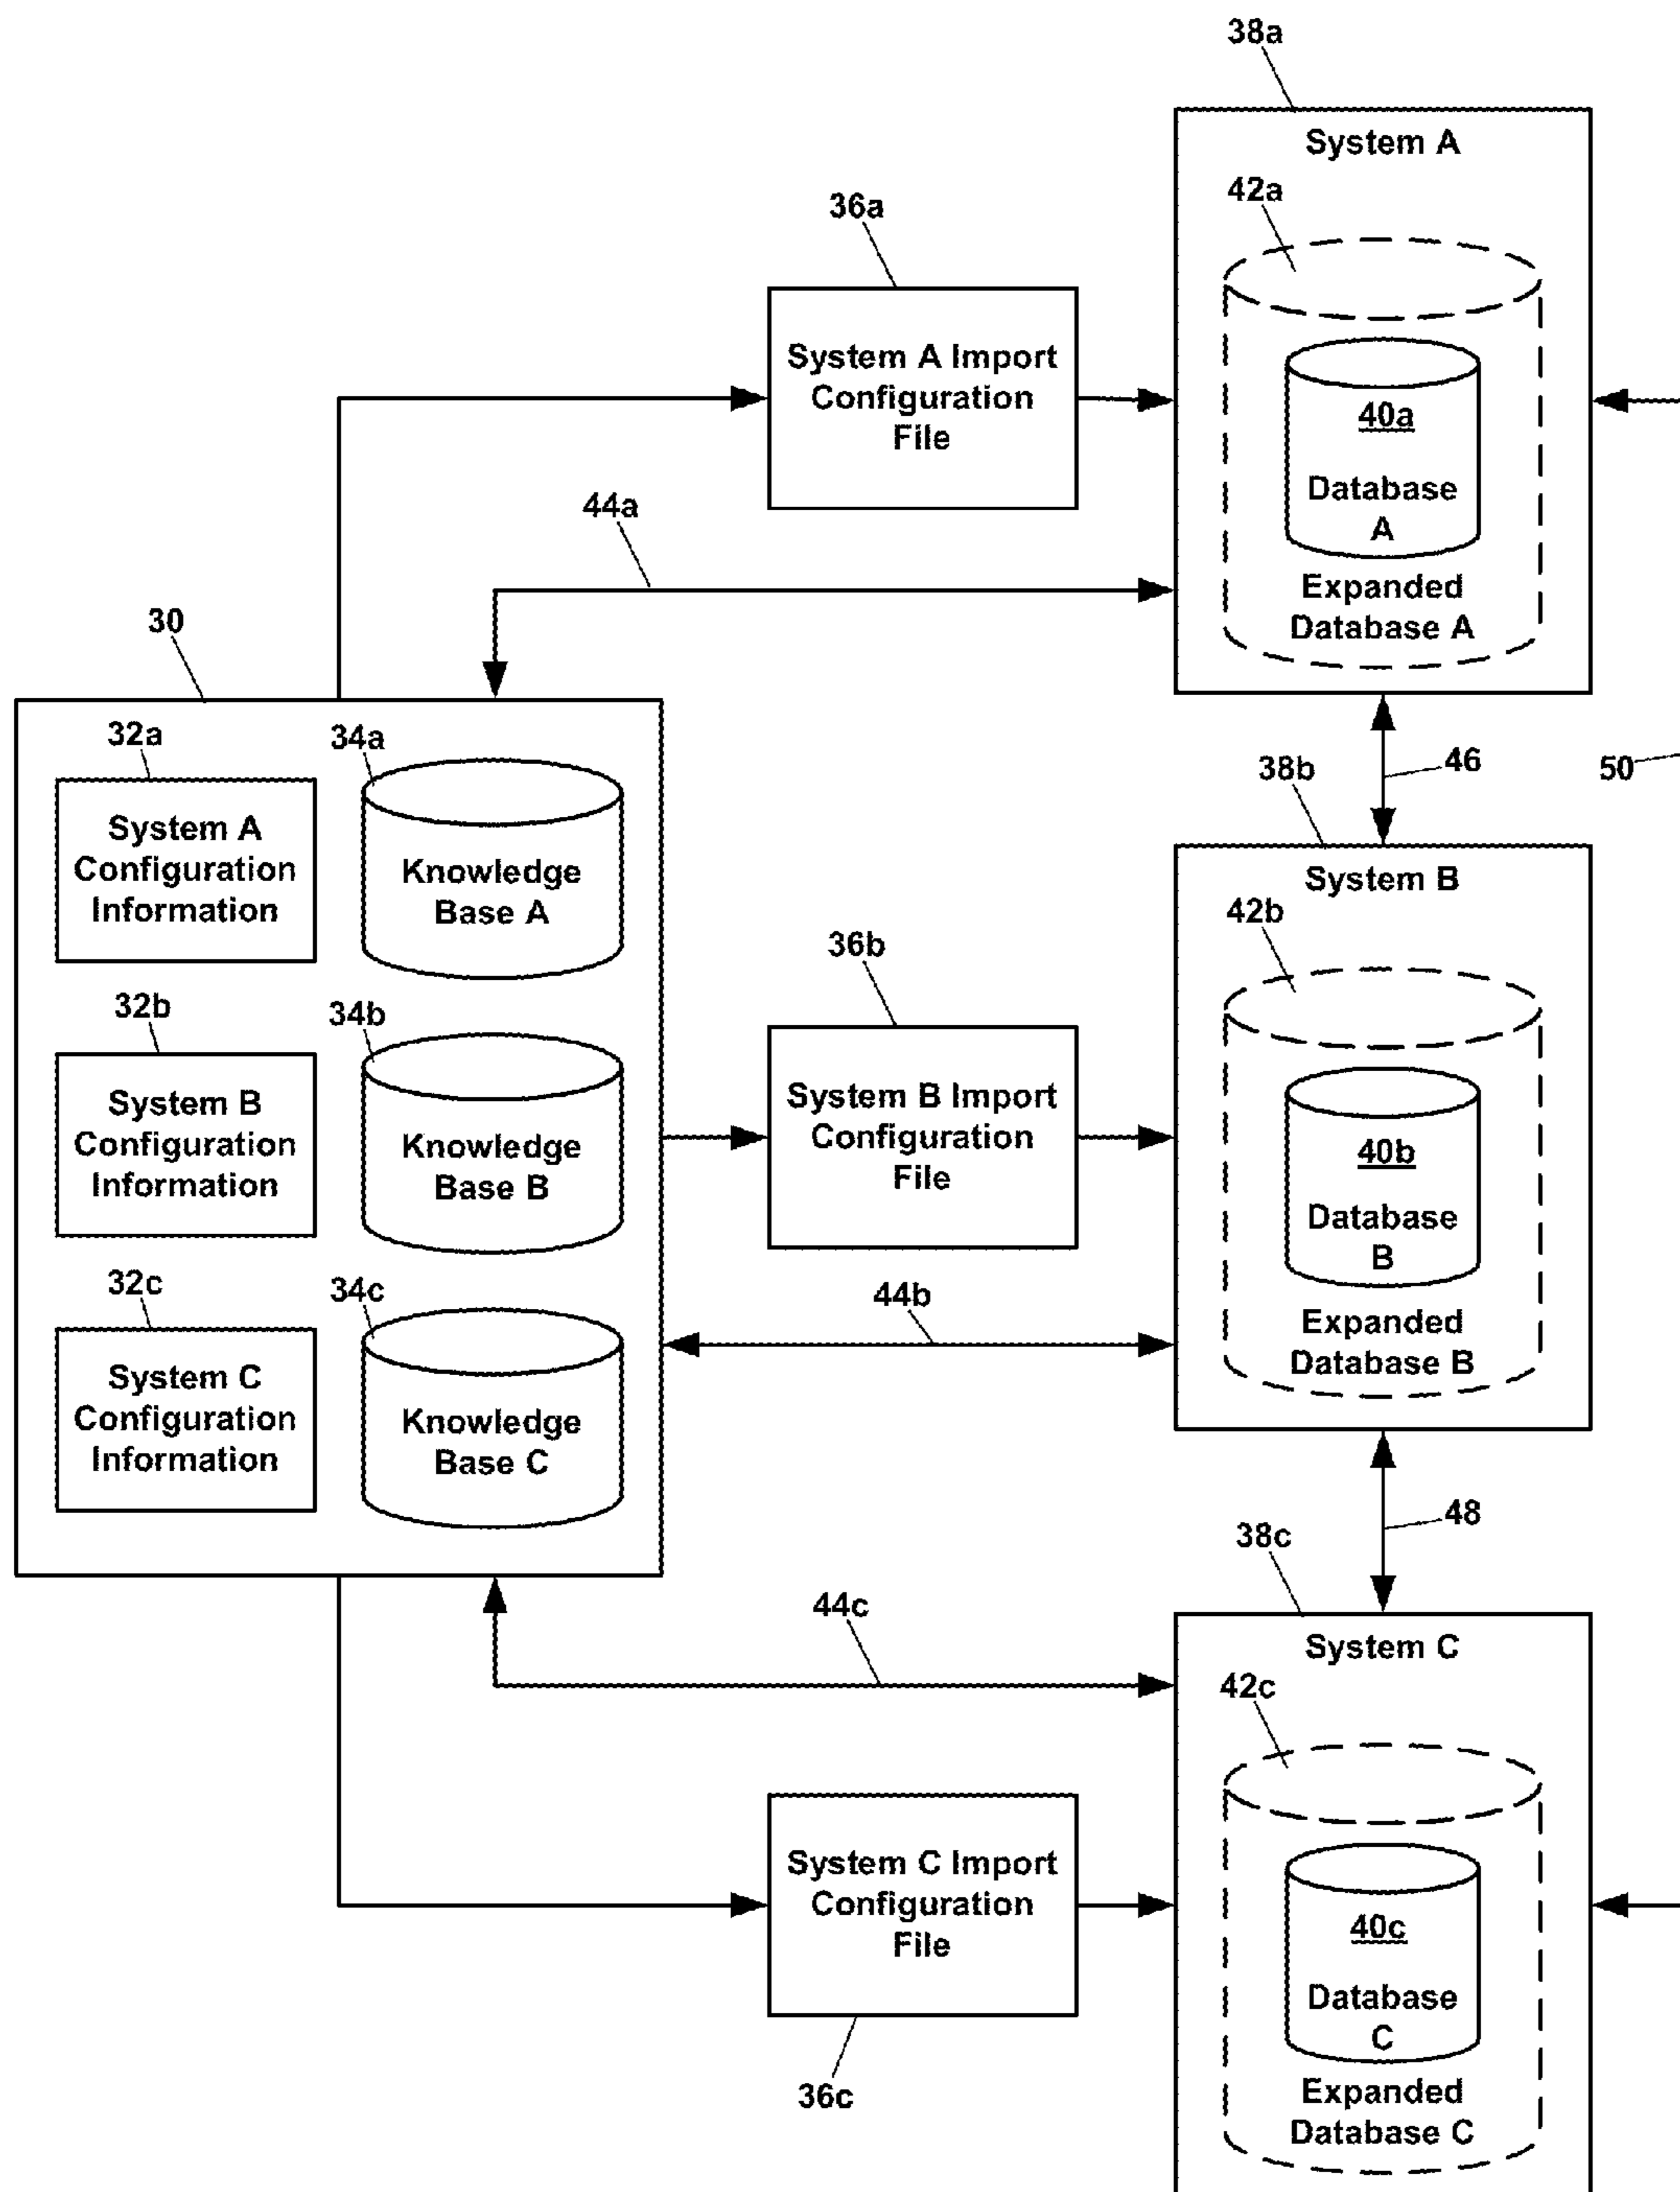 38a
System A
42a
36a
System A Import
Configuration
File
40a
Database
A
Expanded
Database A
44a
30
32a
34a
System A
Configuration
Information
Knowledge
Base A
46
50
38b
System B
42b
36b
32b
34b
System B
Configuration
Information
Knowledge
Base B
System B Import
Configuration
File
40b
Database
B
Expanded
Database B
44b
32c
34c
System C
Configuration
Information
Knowledge
Base C
48
38c
System C
44c
42c
System C Import
Configuration
File
36c
40c
Database
C
Expanded
Database C